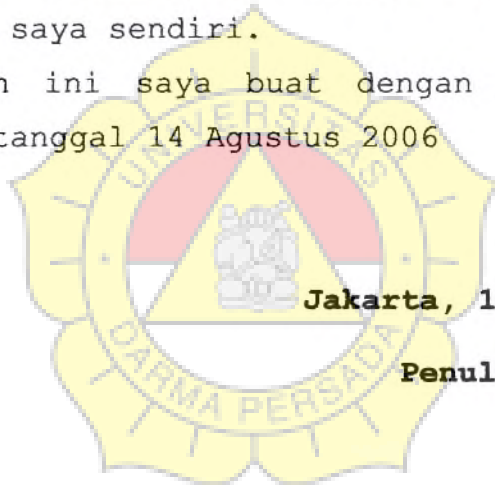 saya sendiri.
ini saya buat dengan
tanggal 14 Agustus 2006
UNIVERSITAS
Jakarta, 1
Penul
DARMA PERSADA